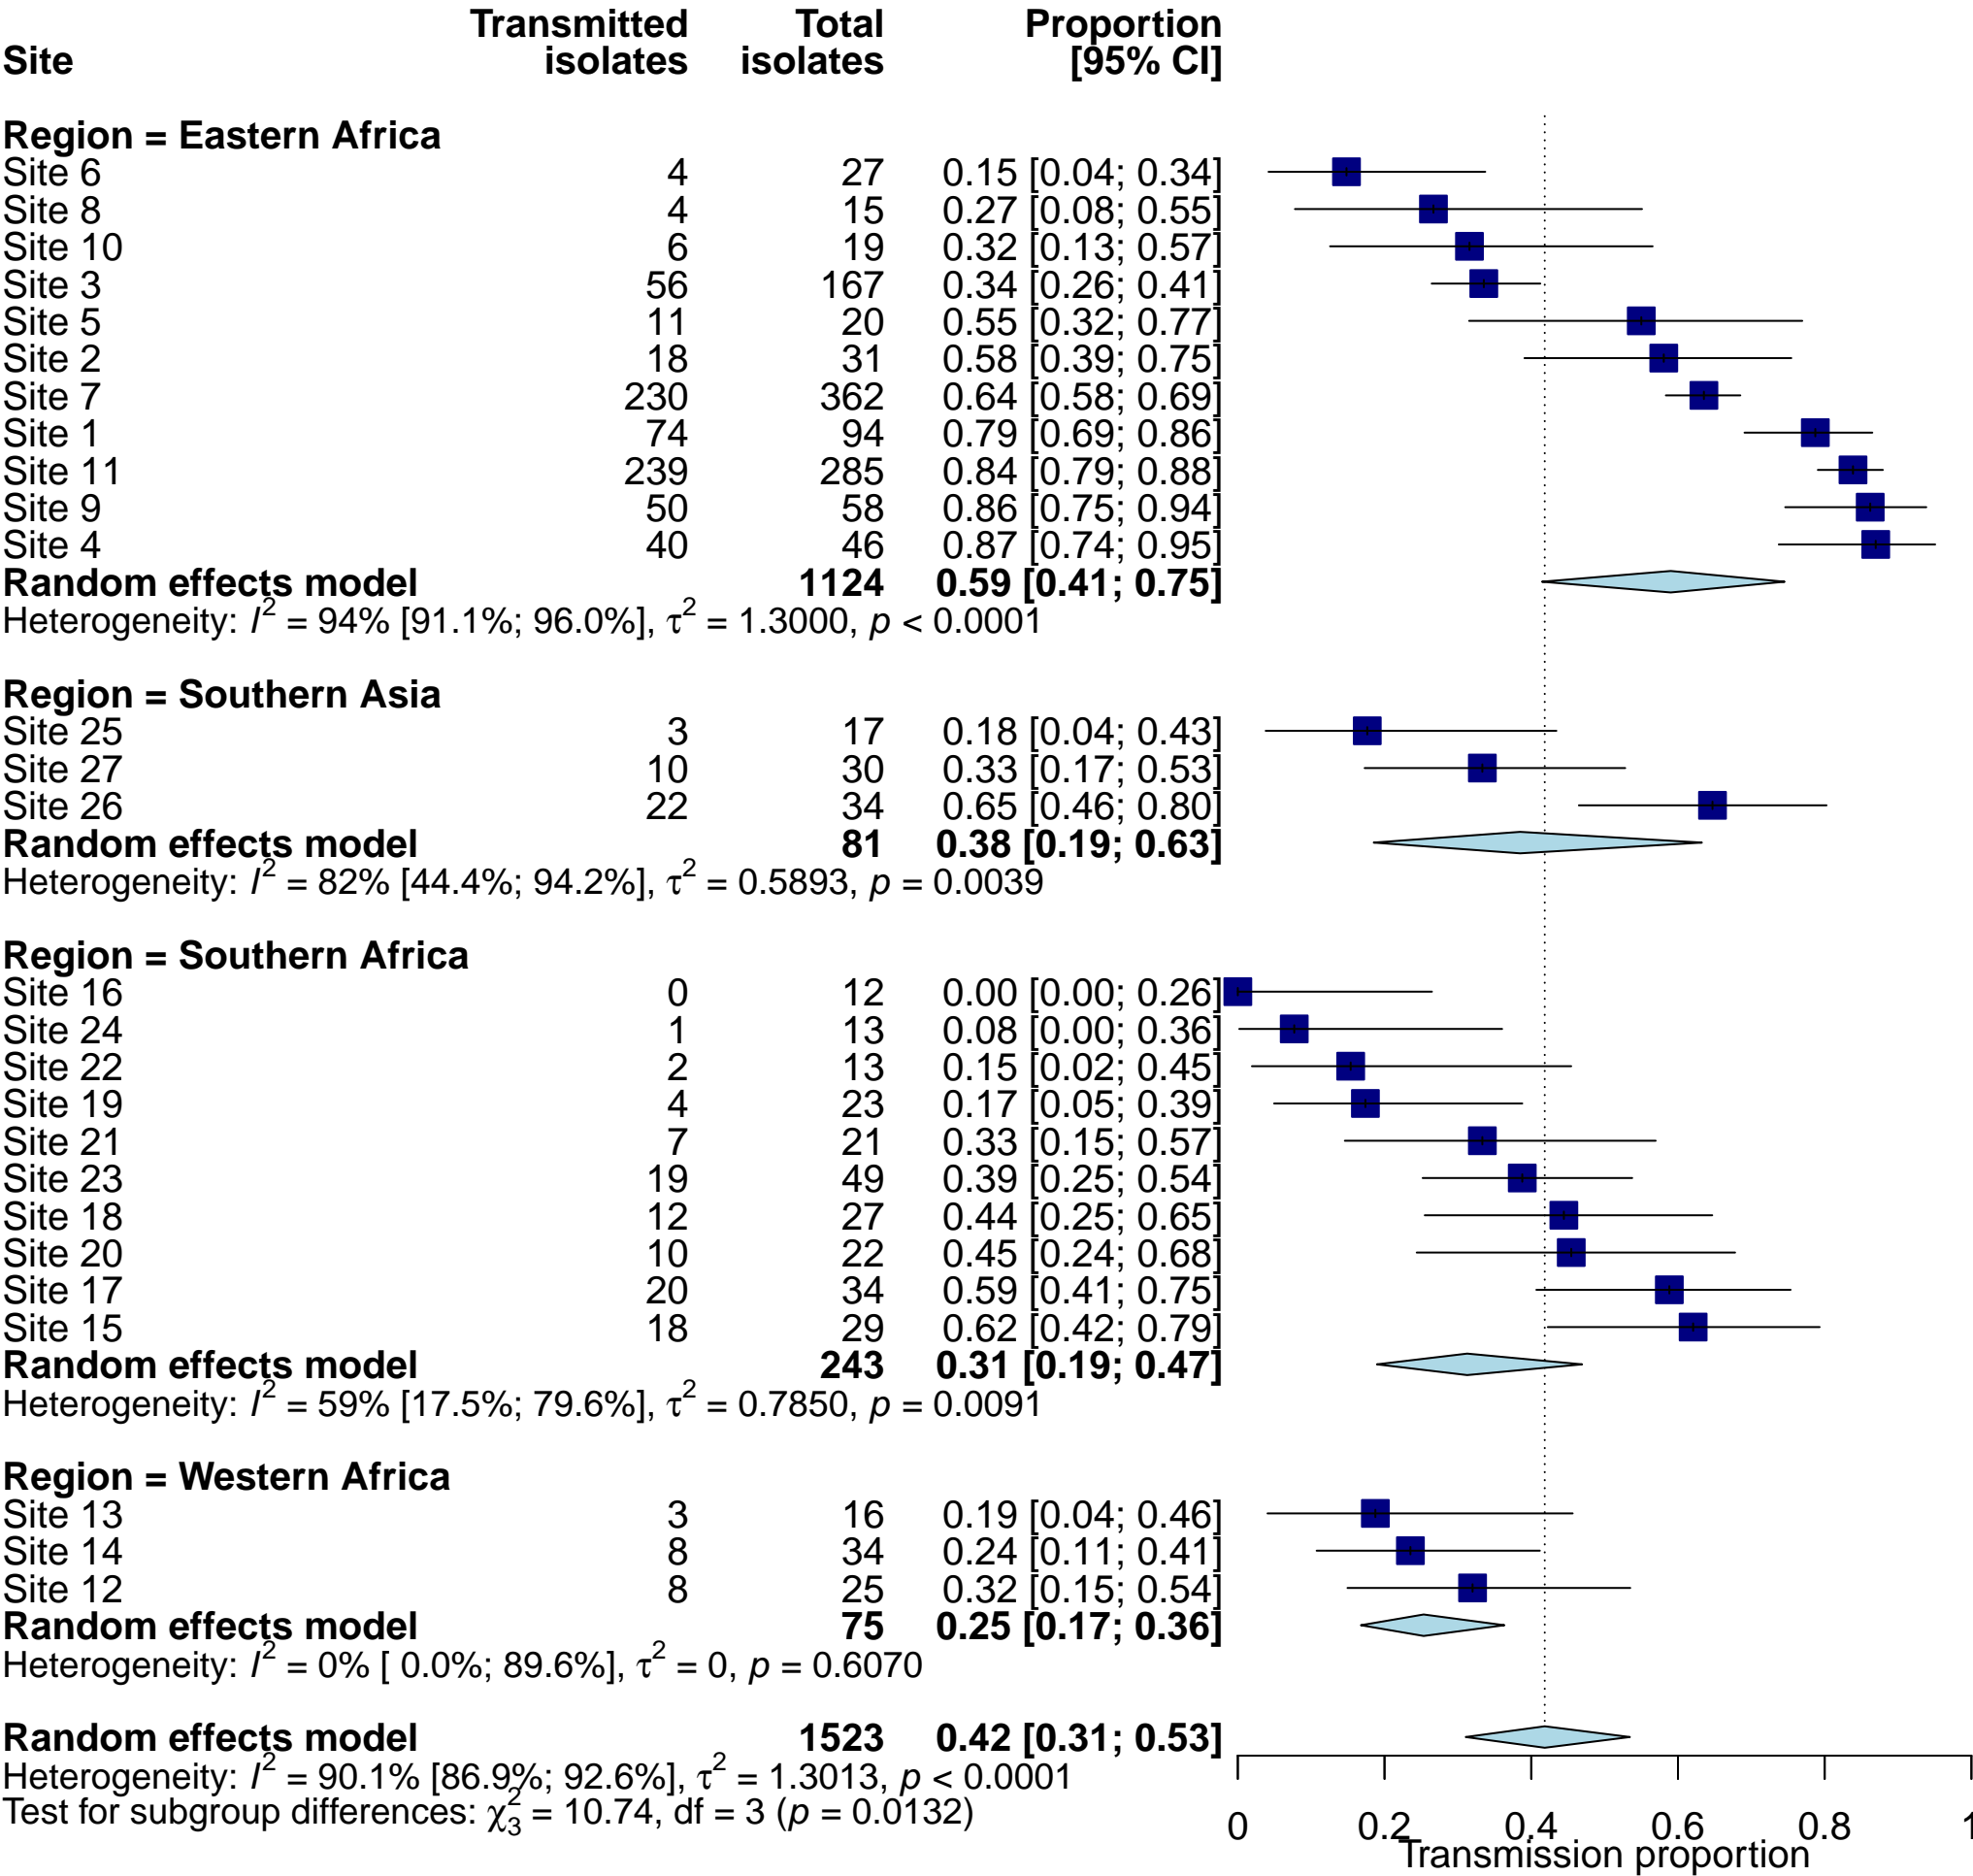 Transmitted Total Proportion
Site isolates isolates [95% CI]
Region = Eastern Africa
Site 6 4 27 0.15 [0.04; 0.34]
Site 8 4 15 0.27 [0.08; 0.55]
Site 10 6 19 0.32 [0.13; 0.57]
Site 3 56 167 0.34 [0.26; 0.41]
Site 5 11 20 0.55 [0.32; 0.77]
Site 2 18 31 0.58 [0.39; 0.75]
Site 7 230 362 0.64 [0.58; 0.69]
Site 1 74 94 0.79 [0.69; 0.86]
Site 11 239 285 0.84 [0.79; 0.88]
Site 9 50 58 0.86 [0.75; 0.94]
Site 4 40 46 0.87 [0.74; 0.95]
Random effects model 1124 0.59 [0.41; 0.75]
Heterogeneity: I² = 94% [91.1%; 96.0%], τ² = 1.3000, p < 0.0001
Region = Southern Asia
Site 25 3 17 0.18 [0.04; 0.43]
Site 27 10 30 0.33 [0.17; 0.53]
Site 26 22 34 0.65 [0.46; 0.80]
Random effects model 81 0.38 [0.19; 0.63]
Heterogeneity: I² = 82% [44.4%; 94.2%], τ² = 0.5893, p = 0.0039
Region = Southern Africa
Site 16 0 12 0.00 [0.00; 0.26]
Site 24 1 13 0.08 [0.00; 0.36]
Site 22 2 13 0.15 [0.02; 0.45]
Site 19 4 23 0.17 [0.05; 0.39]
Site 21 7 21 0.33 [0.15; 0.57]
Site 23 19 49 0.39 [0.25; 0.54]
Site 18 12 27 0.44 [0.25; 0.65]
Site 20 10 22 0.45 [0.24; 0.68]
Site 17 20 34 0.59 [0.41; 0.75]
Site 15 18 29 0.62 [0.42; 0.79]
Random effects model 243 0.31 [0.19; 0.47]
Heterogeneity: I² = 59% [17.5%; 79.6%], τ² = 0.7850, p = 0.0091
Region = Western Africa
Site 13 3 16 0.19 [0.04; 0.46]
Site 14 8 34 0.24 [0.11; 0.41]
Site 12 8 25 0.32 [0.15; 0.54]
Random effects model 75 0.25 [0.17; 0.36]
Heterogeneity: I² = 0% [ 0.0%; 89.6%], τ² = 0, p = 0.6070
Random effects model 1523 0.42 [0.31; 0.53]
Heterogeneity: I² = 90.1% [86.9%; 92.6%], τ² = 1.3013, p < 0.0001
Test for subgroup differences: χ²₃ = 10.74, df = 3 (p = 0.0132)
0 0.2 0.4 0.6 0.8 1
Transmission proportion